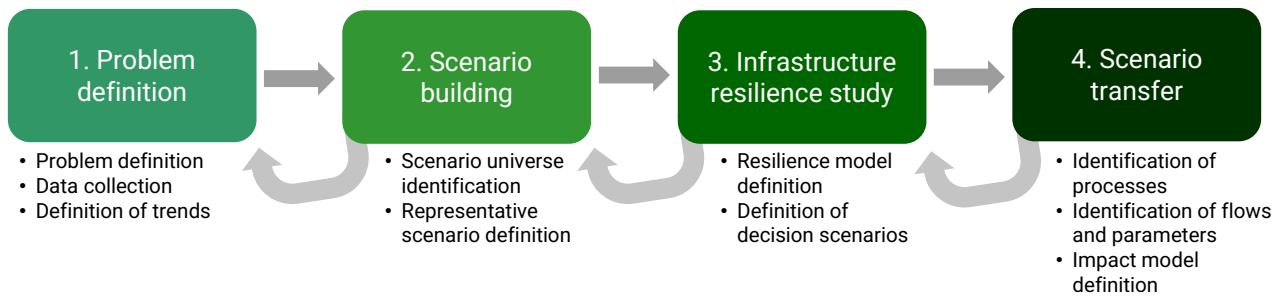 1. Problem
definition
2. Scenario
building
3. Infrastructure
resilience study
4. Scenario
transfer
• Problem definition
• Data collection
• Definition of trends
• Scenario universe
identification
• Representative
scenario definition
• Resilience model
definition
• Definition of
decision scenarios
• Identification of
processes
• Identification of flows
and parameters
• Impact model
definition